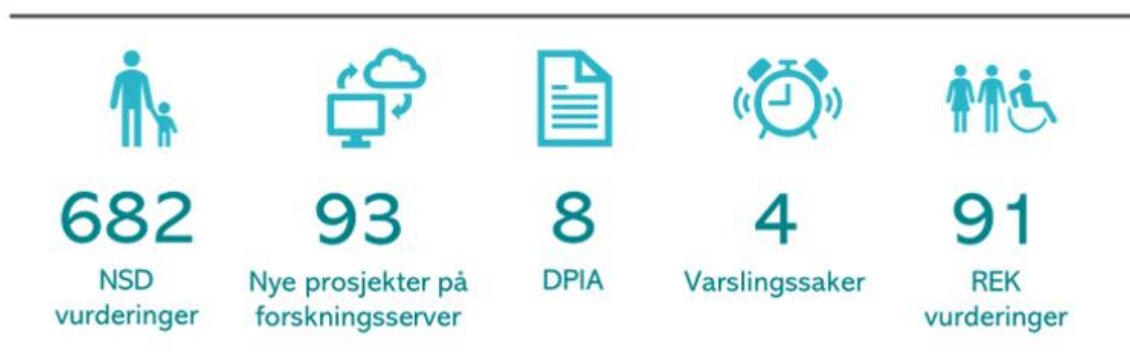 682
NSD
vurderinger
93
Nye prosjekter på
forskningsserver
8
DPIA
4
Varslingssaker
91
REK
vurderinger